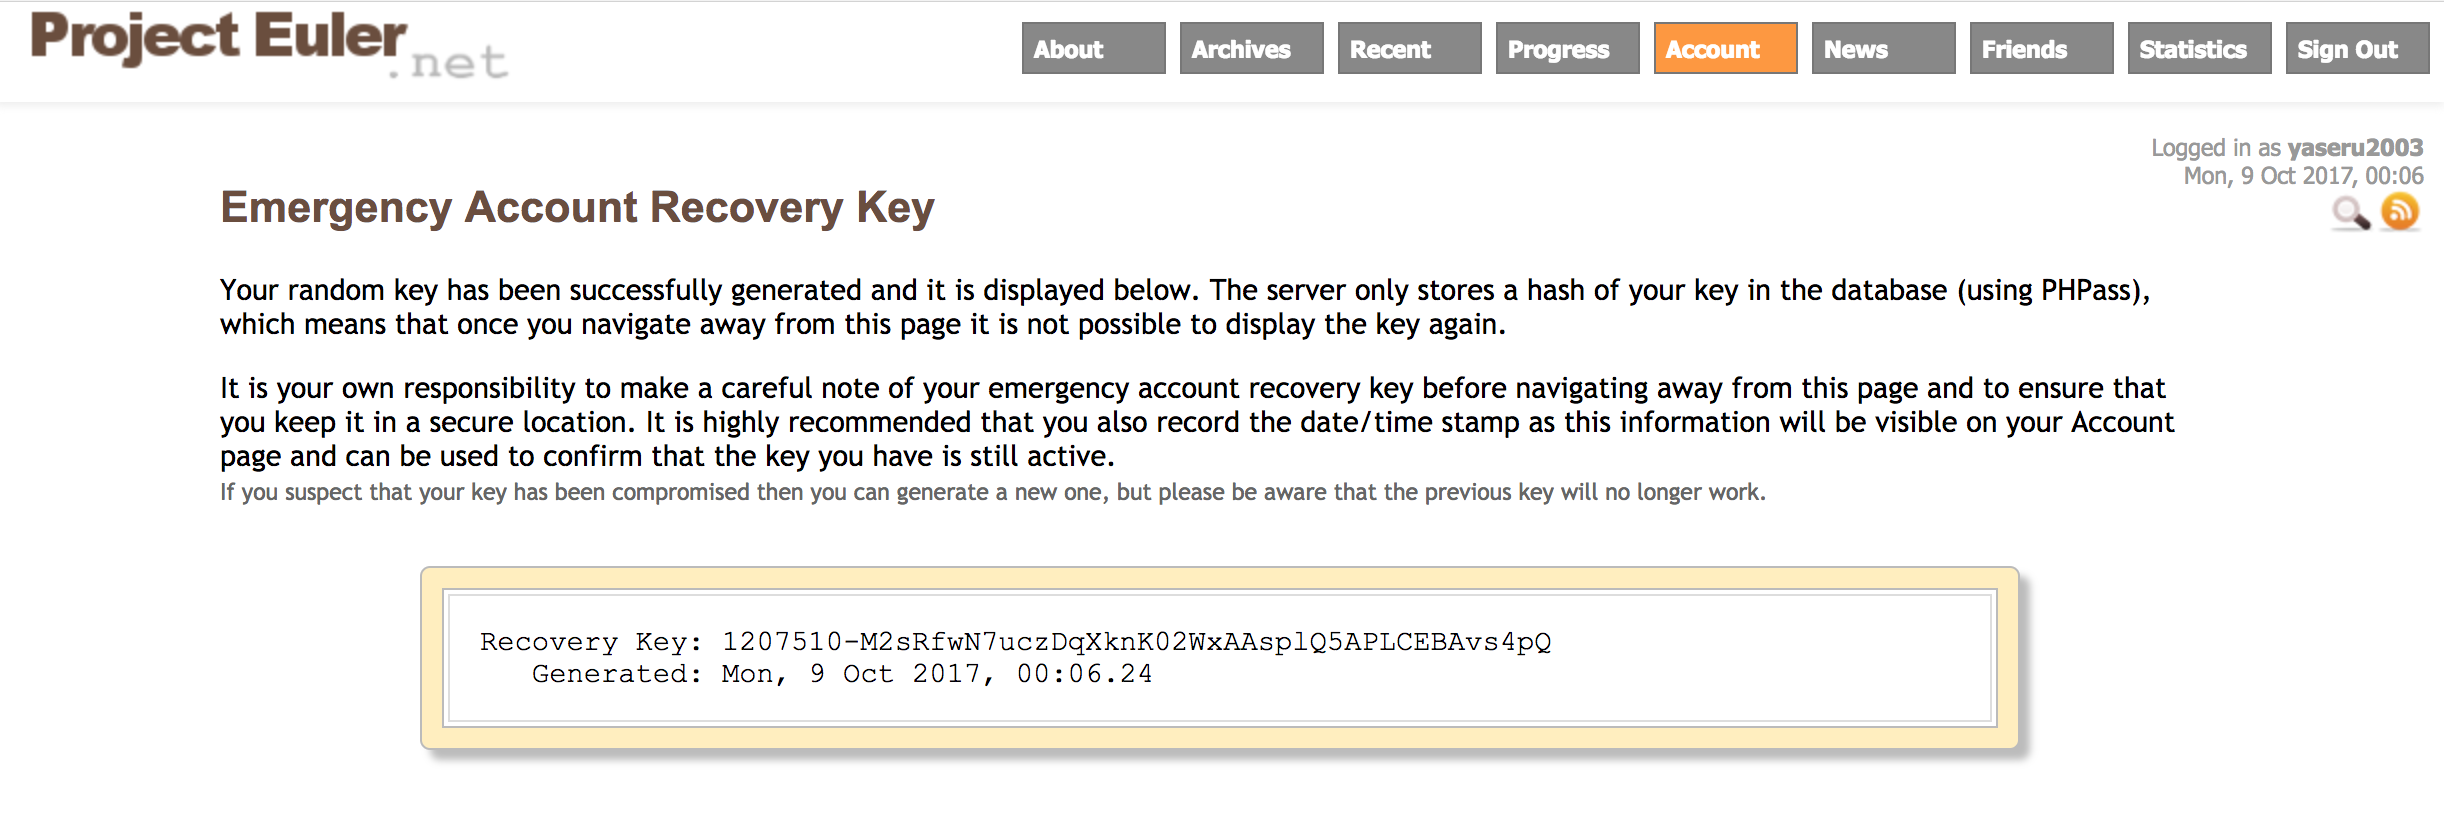 Project Euler.net
About Archives Recent Progress Account News Friends Statistics Sign Out
Logged in as yaseru2003
Mon, 9 Oct 2017, 00:06
Emergency Account Recovery Key
Your random key has been successfully generated and it is displayed below. The server only stores a hash of your key in the database (using PHPass),
which means that once you navigate away from this page it is not possible to display the key again.
It is your own responsibility to make a careful note of your emergency account recovery key before navigating away from this page and to ensure that
you keep it in a secure location. It is highly recommended that you also record the date/time stamp as this information will be visible on your Account
page and can be used to confirm that the key you have is still active.
If you suspect that your key has been compromised then you can generate a new one, but please be aware that the previous key will no longer work.
Recovery Key: 1207510-M2sRfwN7uczDqXknK02WxAAsplQ5APLCEBAvs4pQ
Generated: Mon, 9 Oct 2017, 00:06.24